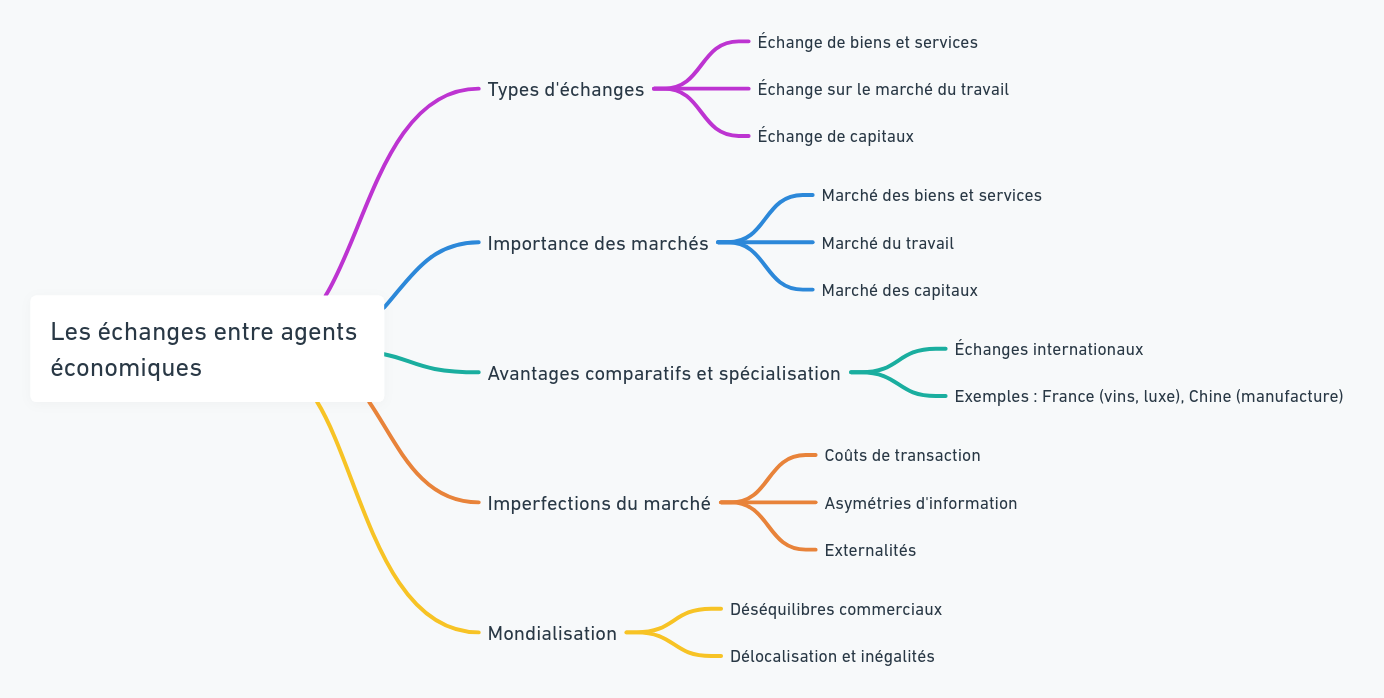 Les échanges entre agents
économiques
Types d'échanges
Échange de biens et services
Échange sur le marché du travail
Échange de capitaux
Importance des marchés
Marché des biens et services
Marché du travail
Marché des capitaux
Avantages comparatifs et spécialisation
Échanges internationaux
Exemples : France (vins, luxe), Chine (manufacture)
Imperfections du marché
Coûts de transaction
Asymétries d'information
Externalités
Mondialisation
Déséquilibres commerciaux
Délocalisation et inégalités